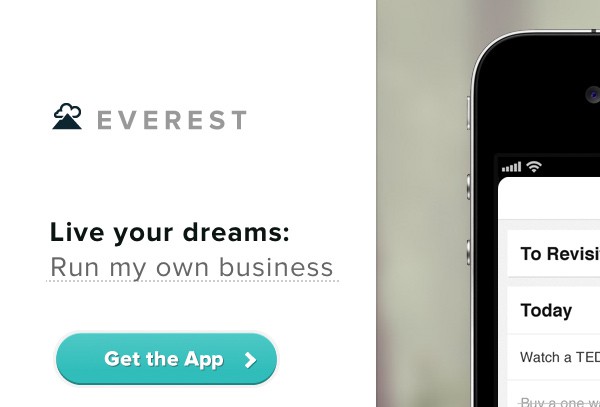 EVEREST
Live your dreams:
Run my own business
Get the App
To Revisi
Today
Watch a TED
Buy a one w